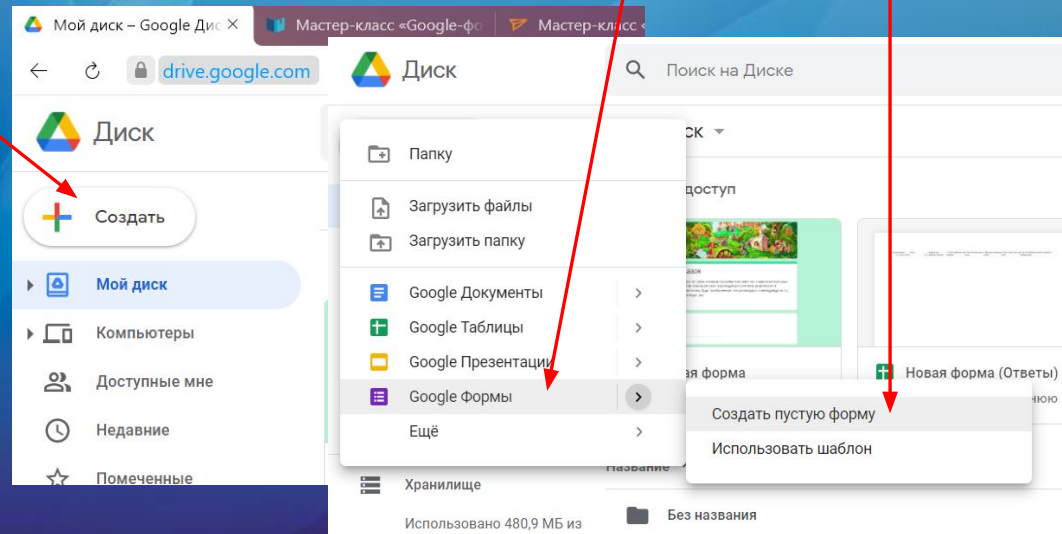 Мой диск – Google Дис
Мастер-класс «Google-фо
Мастер-класс «
drive.google.com
Диск
Создать
Мой диск
Компьютеры
Доступные мне
Недавние
Помеченные
Диск
Поиск на Диске
ск
доступ
Папку
Загрузить файлы
Загрузить папку
Google Документы
Google Таблицы
Google Презентации
Google Формы
Ещё
Создать пустую форму
Использовать шаблон
ая форма
Новая форма (Ответы)
нюю
Название
Хранилище
Использовано 480,9 МБ из
Без названия